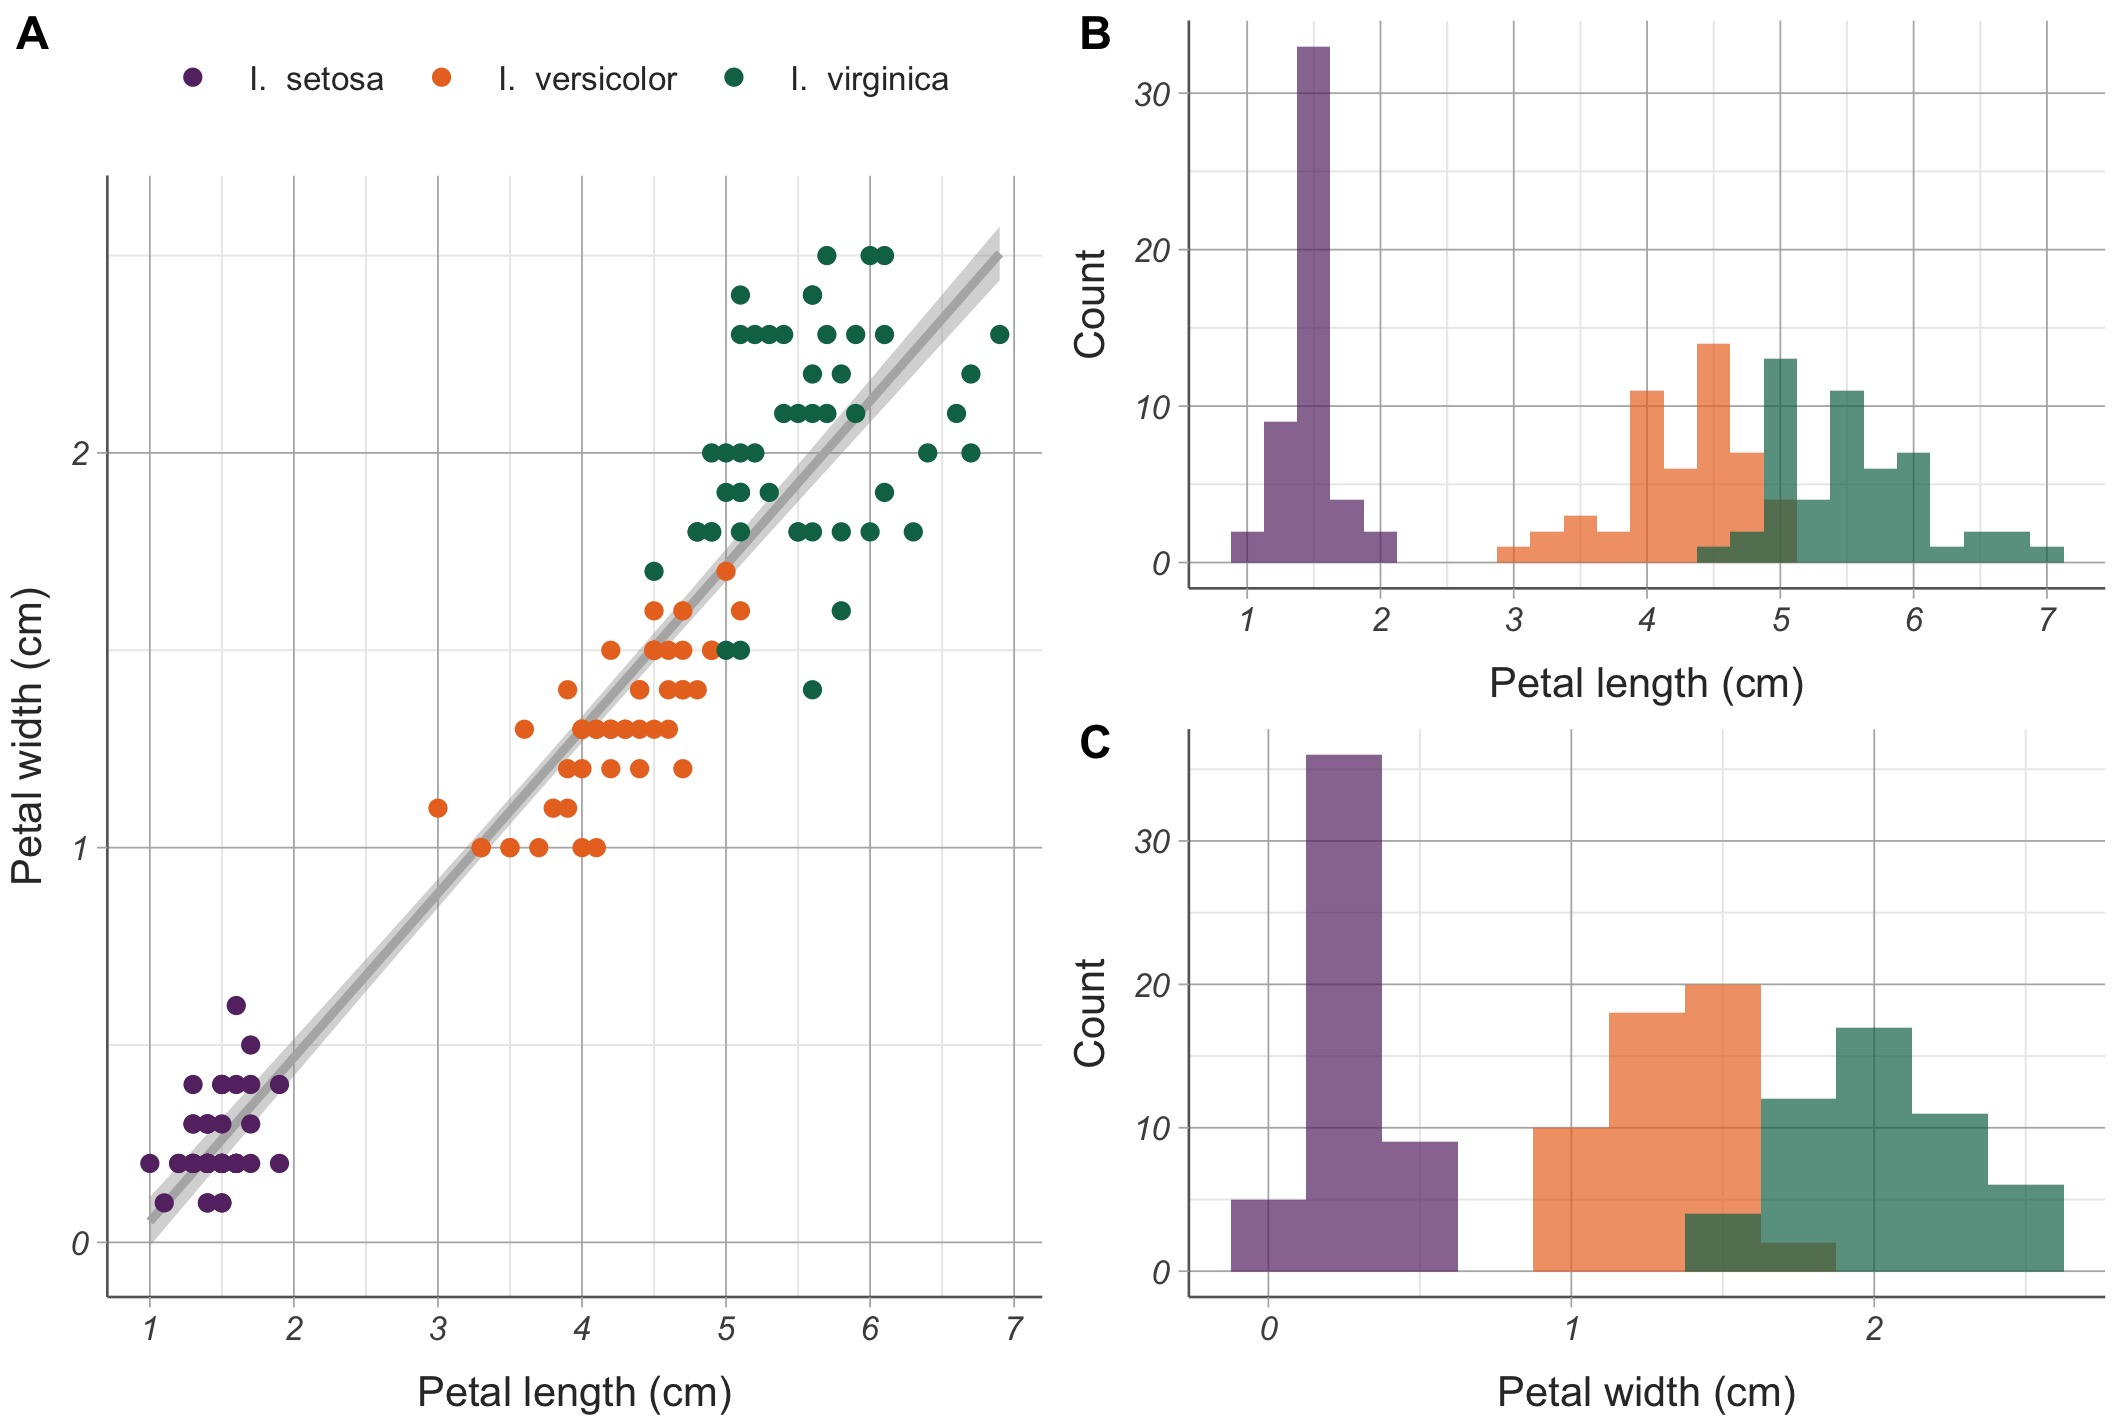 A
I. setosa I. versicolor I. virginica
2
1
0
Petal width (cm)
1 2 3 4 5 6 7
Petal length (cm)
B
30
20
10
0
Count
1 2 3 4 5 6 7
Petal length (cm)
C
30
20
10
0
Count
0 1 2
Petal width (cm)